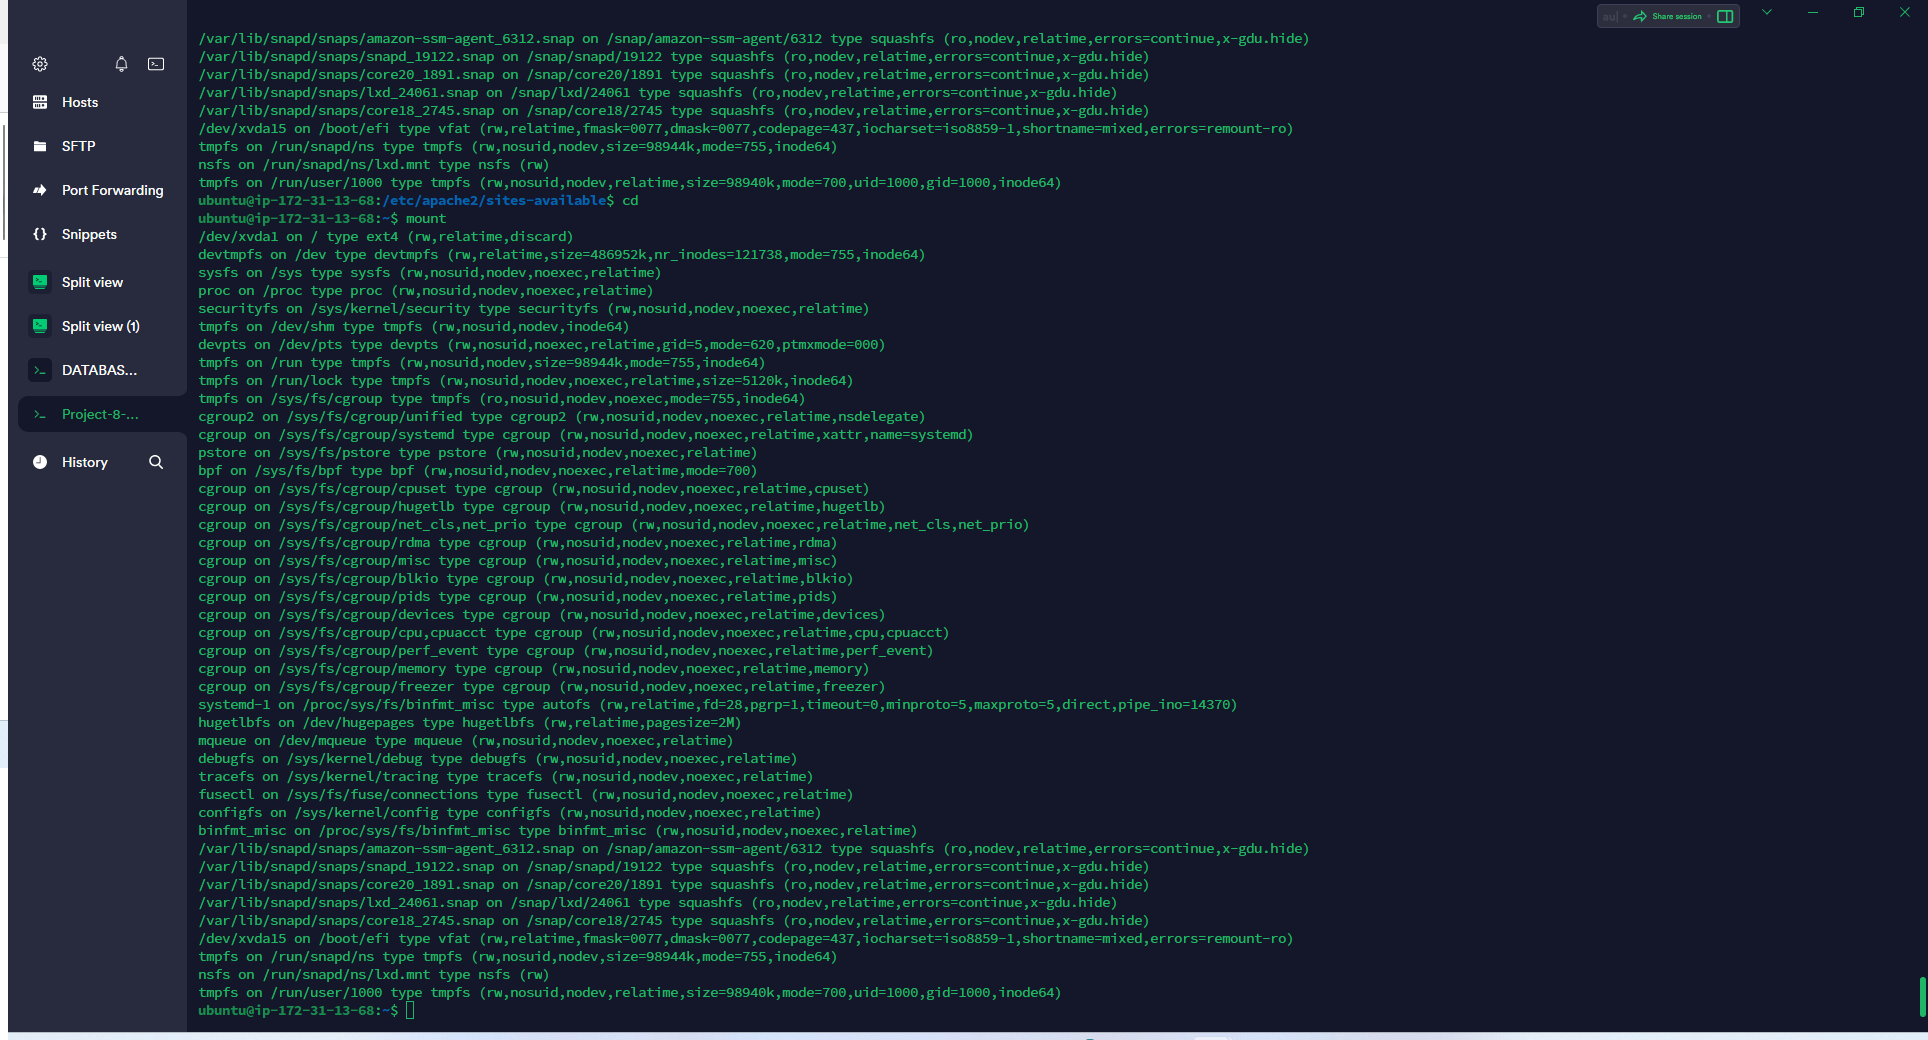 au| Share session
Hosts
SFTP
Port Forwarding
Snippets
Split view
Split view (1)
DATABAS...
Project-8-...
History
/var/lib/snapd/snaps/amazon-ssm-agent_6312.snap on /snap/amazon-ssm-agent/6312 type squashfs (ro,nodev,relatime,errors=continue,x-gdu.hide)
/var/lib/snapd/snaps/snapd_19122.snap on /snap/snapd/19122 type squashfs (ro,nodev,relatime,errors=continue,x-gdu.hide)
/var/lib/snapd/snaps/core20_1891.snap on /snap/core20/1891 type squashfs (ro,nodev,relatime,errors=continue,x-gdu.hide)
/var/lib/snapd/snaps/lxd_24061.snap on /snap/lxd/24061 type squashfs (ro,nodev,relatime,errors=continue,x-gdu.hide)
/var/lib/snapd/snaps/core18_2745.snap on /snap/core18/2745 type squashfs (ro,nodev,relatime,errors=continue,x-gdu.hide)
/dev/xvda15 on /boot/efi type vfat (rw,relatime,fmask=0077,dmask=0077,codepage=437,iocharset=iso8859-1,shortname=mixed,errors=remount-ro)
tmpfs on /run/snapd/ns type tmpfs (rw,nosuid,nodev,size=98944k,mode=755,inode64)
nsfs on /run/snapd/ns/lxd.mnt type nsfs (rw)
tmpfs on /run/user/1000 type tmpfs (rw,nosuid,nodev,relatime,size=98940k,mode=700,uid=1000,gid=1000,inode64)
ubuntu@ip-172-31-13-68:/etc/apache2/sites-available$ cd
ubuntu@ip-172-31-13-68:~$ mount
/dev/xvda1 on / type ext4 (rw,relatime,discard)
devtmpfs on /dev type devtmpfs (rw,relatime,size=486952k,nr_inodes=121738,mode=755,inode64)
sysfs on /sys type sysfs (rw,nosuid,nodev,noexec,relatime)
proc on /proc type proc (rw,nosuid,nodev,noexec,relatime)
securityfs on /sys/kernel/security type securityfs (rw,nosuid,nodev,noexec,relatime)
tmpfs on /dev/shm type tmpfs (rw,nosuid,nodev,inode64)
devpts on /dev/pts type devpts (rw,nosuid,noexec,relatime,gid=5,mode=620,ptmxmode=000)
tmpfs on /run type tmpfs (rw,nosuid,nodev,size=98944k,mode=755,inode64)
tmpfs on /run/lock type tmpfs (rw,nosuid,nodev,noexec,relatime,size=5120k,inode64)
tmpfs on /sys/fs/cgroup type tmpfs (ro,nosuid,nodev,noexec,mode=755,inode64)
cgroup2 on /sys/fs/cgroup/unified type cgroup2 (rw,nosuid,nodev,noexec,relatime,nsdelegate)
cgroup on /sys/fs/cgroup/systemd type cgroup (rw,nosuid,nodev,noexec,relatime,xattr,name=systemd)
pstore on /sys/fs/pstore type pstore (rw,nosuid,nodev,noexec,relatime)
bpf on /sys/fs/bpf type bpf (rw,nosuid,nodev,noexec,relatime,mode=700)
cgroup on /sys/fs/cgroup/cpuset type cgroup (rw,nosuid,nodev,noexec,relatime,cpuset)
cgroup on /sys/fs/cgroup/hugetlb type cgroup (rw,nosuid,nodev,noexec,relatime,hugetlb)
cgroup on /sys/fs/cgroup/net_cls,net_prio type cgroup (rw,nosuid,nodev,noexec,relatime,net_cls,net_prio)
cgroup on /sys/fs/cgroup/rdma type cgroup (rw,nosuid,nodev,noexec,relatime,rdma)
cgroup on /sys/fs/cgroup/misc type cgroup (rw,nosuid,nodev,noexec,relatime,misc)
cgroup on /sys/fs/cgroup/blkio type cgroup (rw,nosuid,nodev,noexec,relatime,blkio)
cgroup on /sys/fs/cgroup/pids type cgroup (rw,nosuid,nodev,noexec,relatime,pids)
cgroup on /sys/fs/cgroup/devices type cgroup (rw,nosuid,nodev,noexec,relatime,devices)
cgroup on /sys/fs/cgroup/cpu,cpuacct type cgroup (rw,nosuid,nodev,noexec,relatime,cpu,cpuacct)
cgroup on /sys/fs/cgroup/perf_event type cgroup (rw,nosuid,nodev,noexec,relatime,perf_event)
cgroup on /sys/fs/cgroup/memory type cgroup (rw,nosuid,nodev,noexec,relatime,memory)
cgroup on /sys/fs/cgroup/freezer type cgroup (rw,nosuid,nodev,noexec,relatime,freezer)
systemd-1 on /proc/sys/fs/binfmt_misc type autofs (rw,relatime,fd=28,pgrp=1,timeout=0,minproto=5,maxproto=5,direct,pipe_ino=14370)
hugetlbfs on /dev/hugepages type hugetlbfs (rw,relatime,pagesize=2M)
mqueue on /dev/mqueue type mqueue (rw,nosuid,nodev,noexec,relatime)
debugfs on /sys/kernel/debug type debugfs (rw,nosuid,nodev,noexec,relatime)
tracefs on /sys/kernel/tracing type tracefs (rw,nosuid,nodev,noexec,relatime)
fusectl on /sys/fs/fuse/connections type fusectl (rw,nosuid,nodev,noexec,relatime)
configfs on /sys/kernel/config type configfs (rw,nosuid,nodev,noexec,relatime)
binfmt_misc on /proc/sys/fs/binfmt_misc type binfmt_misc (rw,nosuid,nodev,noexec,relatime)
/var/lib/snapd/snaps/amazon-ssm-agent_6312.snap on /snap/amazon-ssm-agent/6312 type squashfs (ro,nodev,relatime,errors=continue,x-gdu.hide)
/var/lib/snapd/snaps/snapd_19122.snap on /snap/snapd/19122 type squashfs (ro,nodev,relatime,errors=continue,x-gdu.hide)
/var/lib/snapd/snaps/core20_1891.snap on /snap/core20/1891 type squashfs (ro,nodev,relatime,errors=continue,x-gdu.hide)
/var/lib/snapd/snaps/lxd_24061.snap on /snap/lxd/24061 type squashfs (ro,nodev,relatime,errors=continue,x-gdu.hide)
/var/lib/snapd/snaps/core18_2745.snap on /snap/core18/2745 type squashfs (ro,nodev,relatime,errors=continue,x-gdu.hide)
/dev/xvda15 on /boot/efi type vfat (rw,relatime,fmask=0077,dmask=0077,codepage=437,iocharset=iso8859-1,shortname=mixed,errors=remount-ro)
tmpfs on /run/snapd/ns type tmpfs (rw,nosuid,nodev,size=98944k,mode=755,inode64)
nsfs on /run/snapd/ns/lxd.mnt type nsfs (rw)
tmpfs on /run/user/1000 type tmpfs (rw,nosuid,nodev,relatime,size=98940k,mode=700,uid=1000,gid=1000,inode64)
ubuntu@ip-172-31-13-68:~$